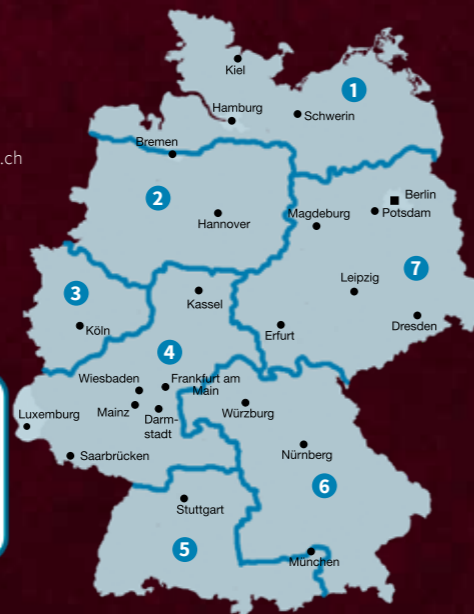 .ch
Kiel
1
Hamburg
Schwerin
Bremen
2
Hannover
Berlin
Magdeburg
Potsdam
7
3
Kassel
Leipzig
Köln
Erfurt
Dresden
4
Wiesbaden
Frankfurt am
Main
Mainz
Darm-
stadt
Würzburg
Luxemburg
Saarbrücken
Nürnberg
6
Stuttgart
5
München